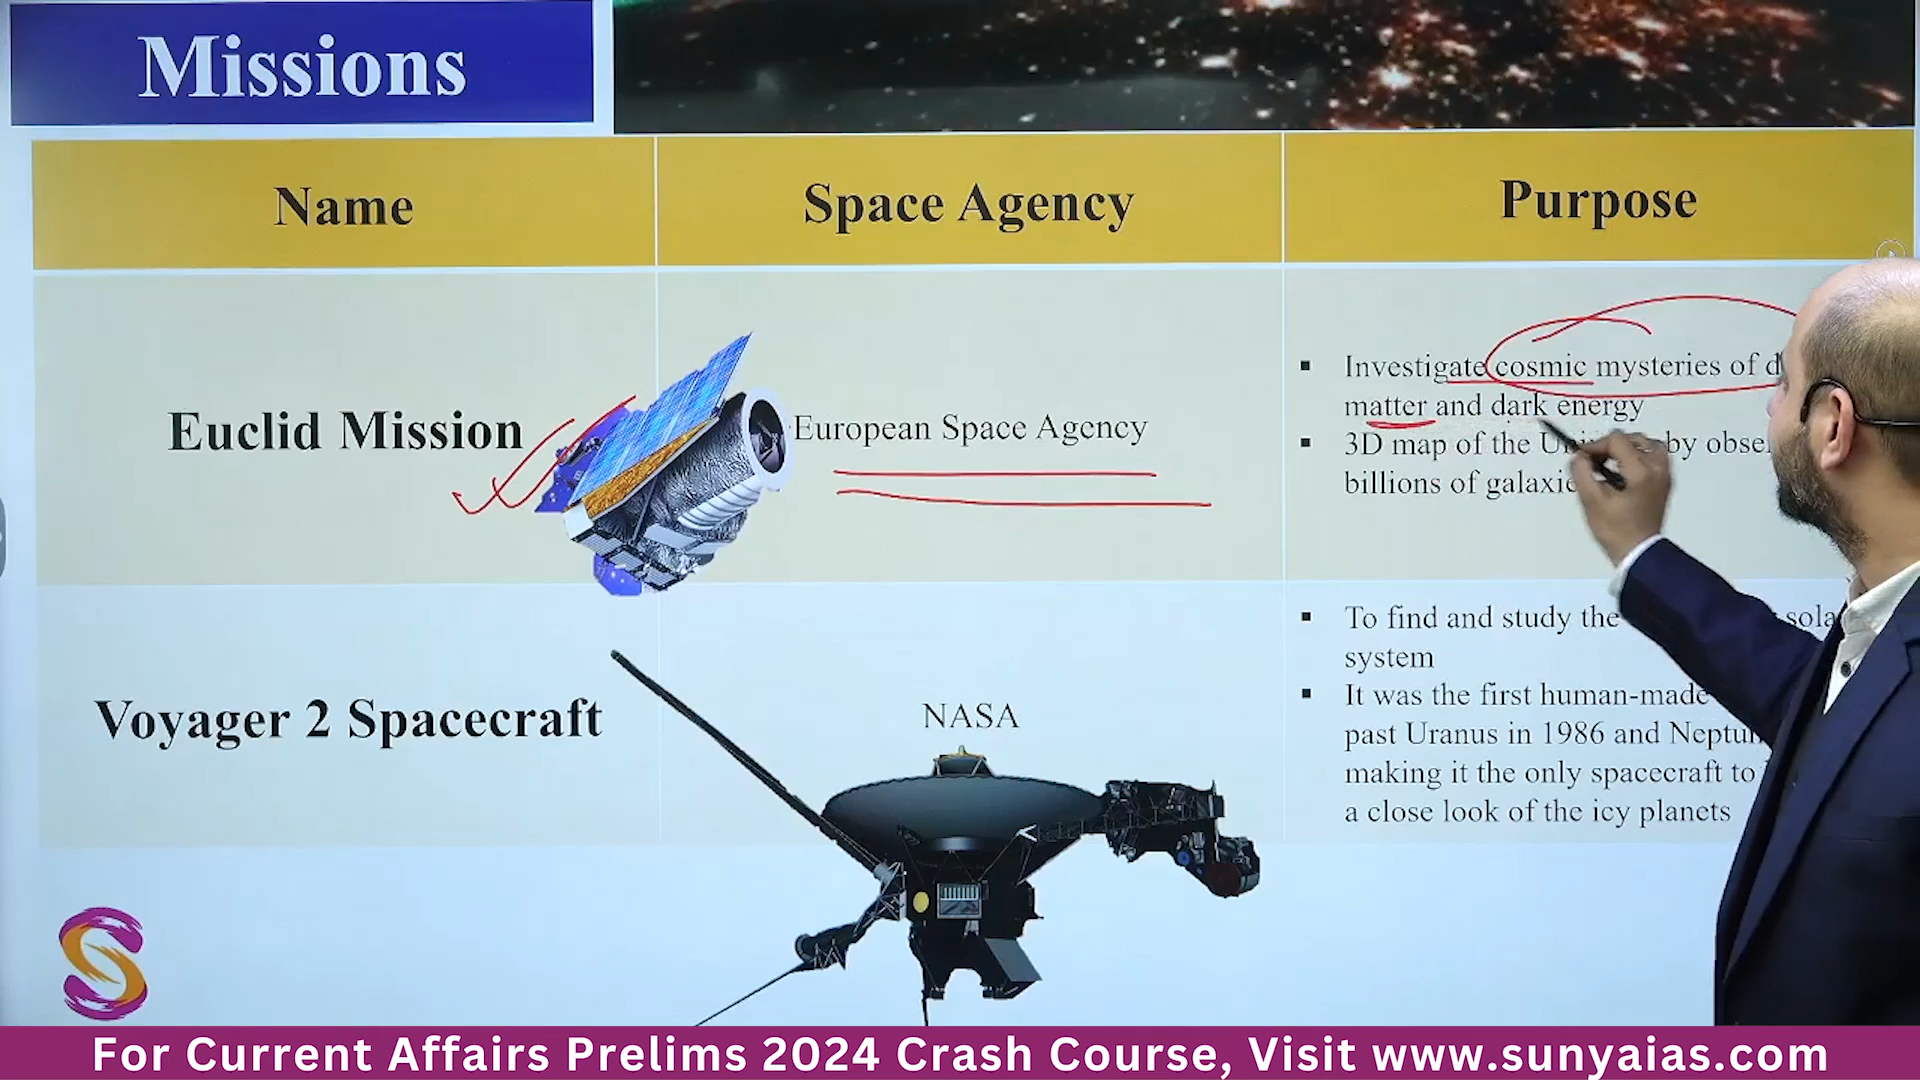 Missions
Name
Space Agency
Purpose
Euclid Mission
European Space Agency
Investigate cosmic mysteries of
matter and dark energy
3D map of the by
billions of
Voyager 2 Spacecraft
NASA
To find and study the
system
It was the first human-made
past Uranus in 1986 and
making it the only spacecraft to
a close look of the icy planets
For Current Affairs Prelims 2024 Crash Course, Visit www.sunyaias.com